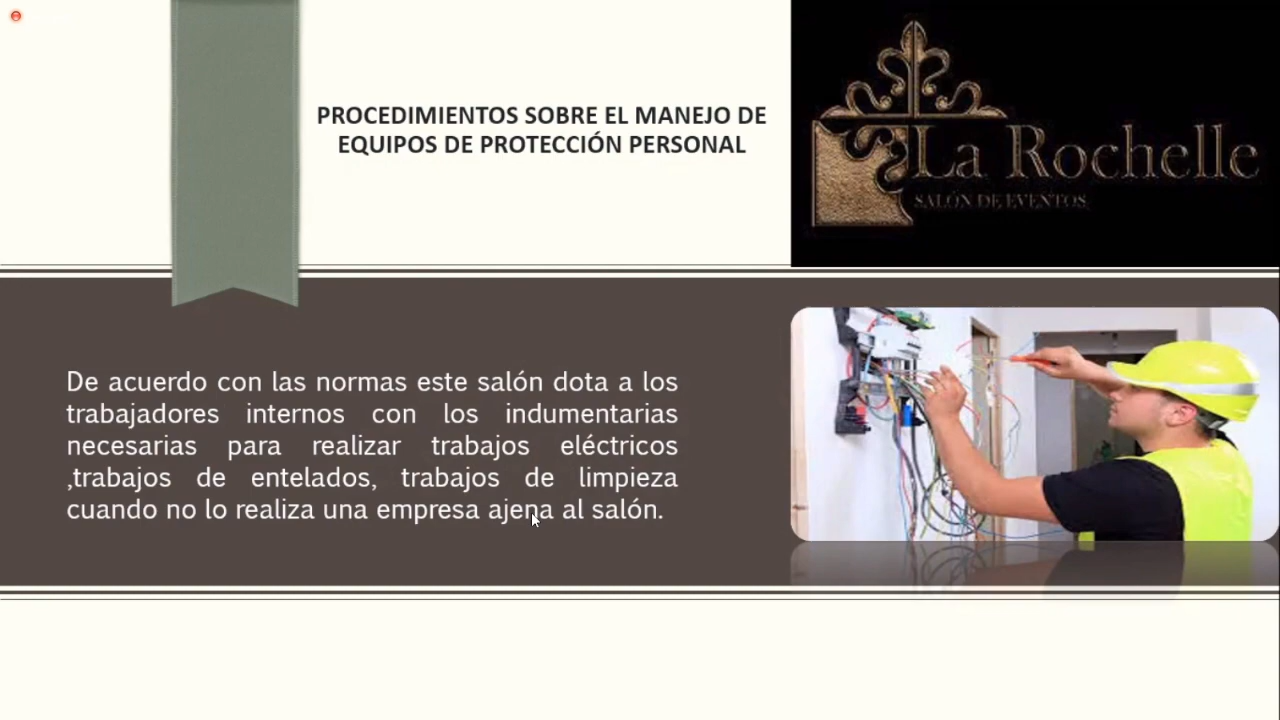 PROCEDIMIENTOS SOBRE EL MANEJO DE
EQUIPOS DE PROTECCIÓN PERSONAL
La Rochelle
SALÓN DE EVENTOS
De acuerdo con las normas este salón dota a los
trabajadores internos con los indumentarias
necesarias para realizar trabajos eléctricos
,trabajos de entelados, trabajos de limpieza
cuando no lo realiza una empresa ajena al salón.